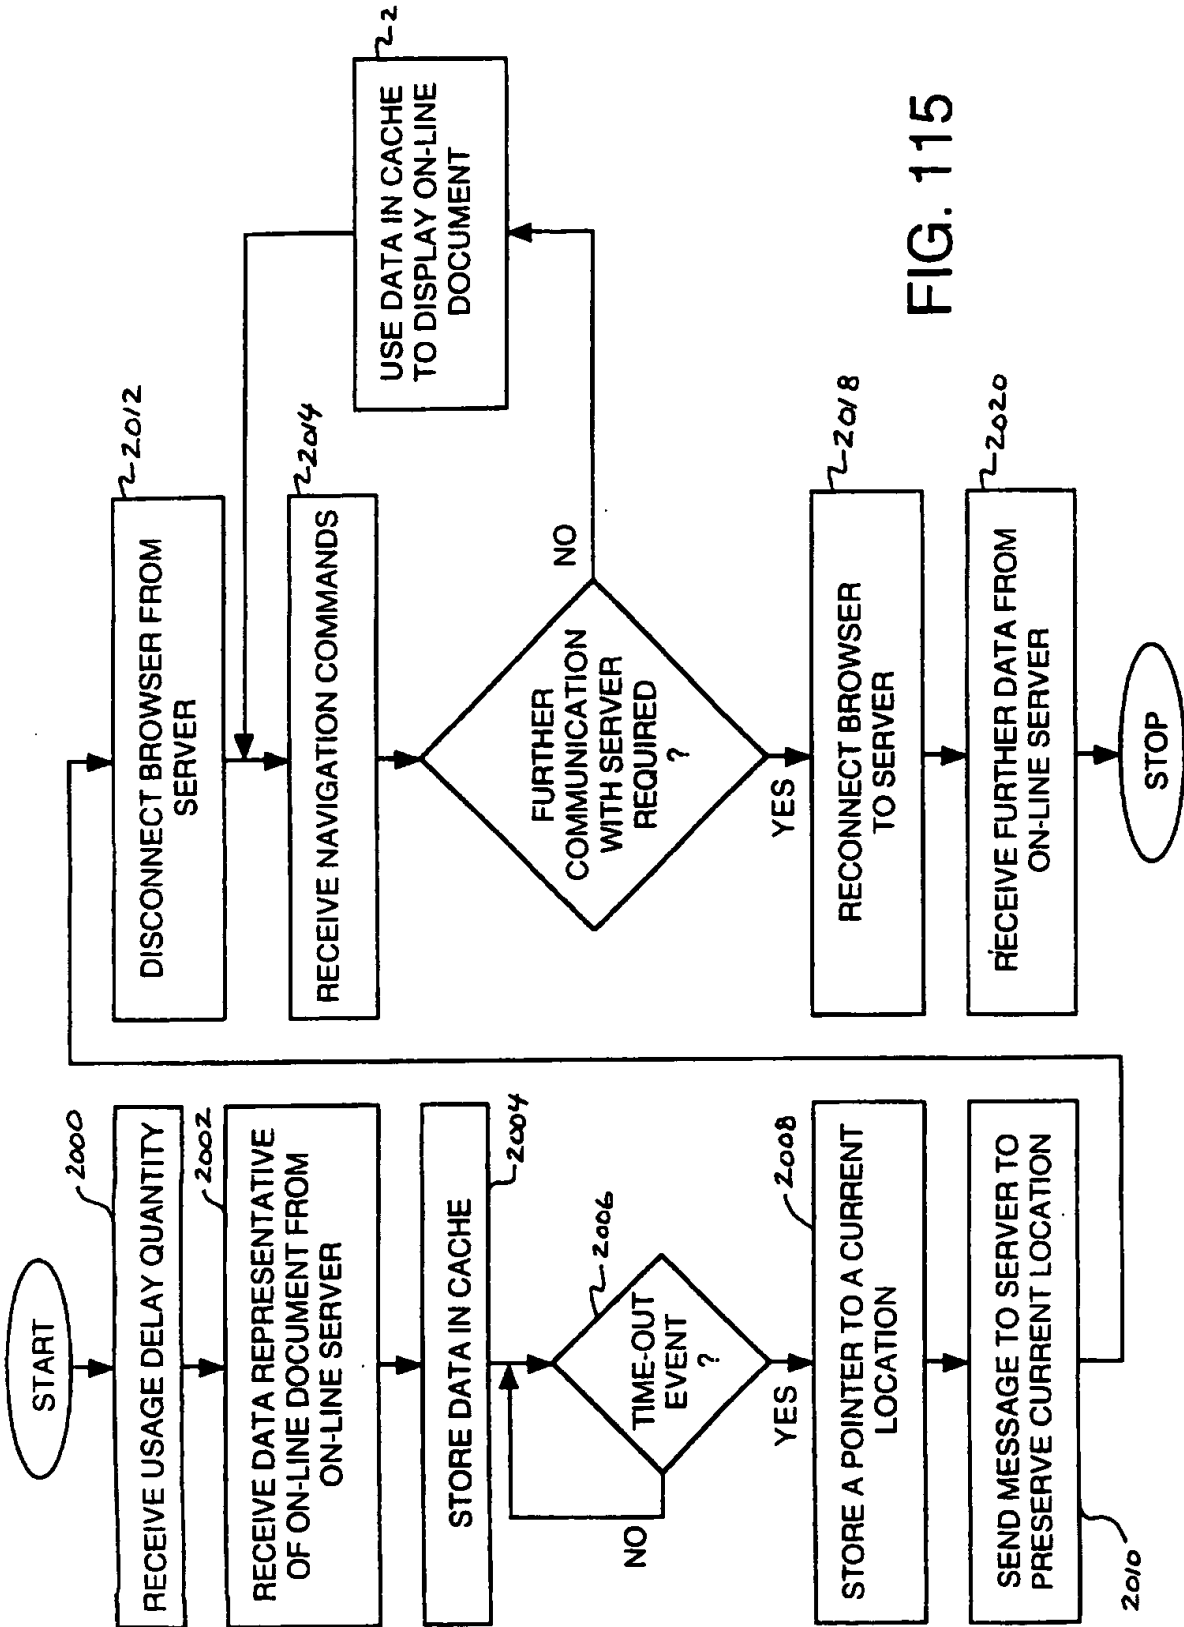 START
2000
RECEIVE USAGE DELAY QUANTITY
2002
RECEIVE DATA REPRESENTATIVE
OF ON-LINE DOCUMENT FROM
ON-LINE SERVER
STORE DATA IN CACHE
2004
2006
TIME-OUT
EVENT
?
NO
YES
2008
STORE A POINTER TO A CURRENT
LOCATION
SEND MESSAGE TO SERVER TO
PRESERVE CURRENT LOCATION
2010
2012
DISCONNECT BROWSER FROM
SERVER
2014
RECEIVE NAVIGATION COMMANDS
FURTHER
COMMUNICATION
WITH SERVER
REQUIRED
?
NO
2-2
USE DATA IN CACHE
TO DISPLAY ON-LINE
DOCUMENT
YES
2018
RECONNECT BROWSER
TO SERVER
2020
RECEIVE FURTHER DATA FROM
ON-LINE SERVER
STOP
FIG. 115